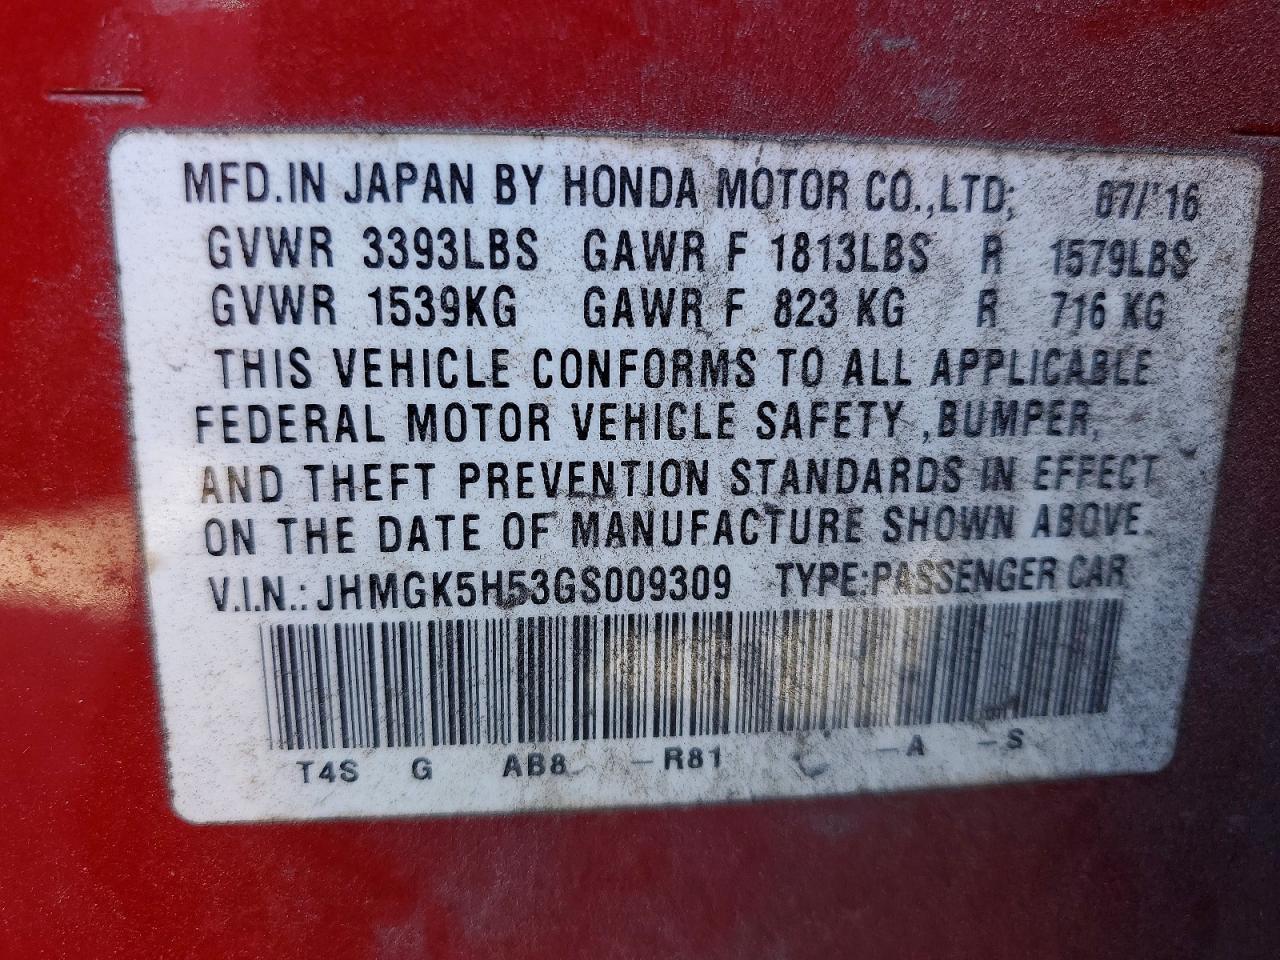 MFD.IN JAPAN BY HONDA MOTOR CO.,LTD; 07/'16
GVWR 3393LBS GAWR F 1813LBS R 1579LBS
GVWR 1539KG GAWR F 823 KG R 716 KG
THIS VEHICLE CONFORMS TO ALL APPLICABLE
FEDERAL MOTOR VEHICLE SAFETY ,BUMPER,
AND THEFT PREVENTION STANDARDS IN EFFECT
ON THE DATE OF MANUFACTURE SHOWN ABOVE.
V.I.N.: JHMGK5H53GS009309 TYPE:PASSENGER CAR
T4S G AB8 -R81 -A -S